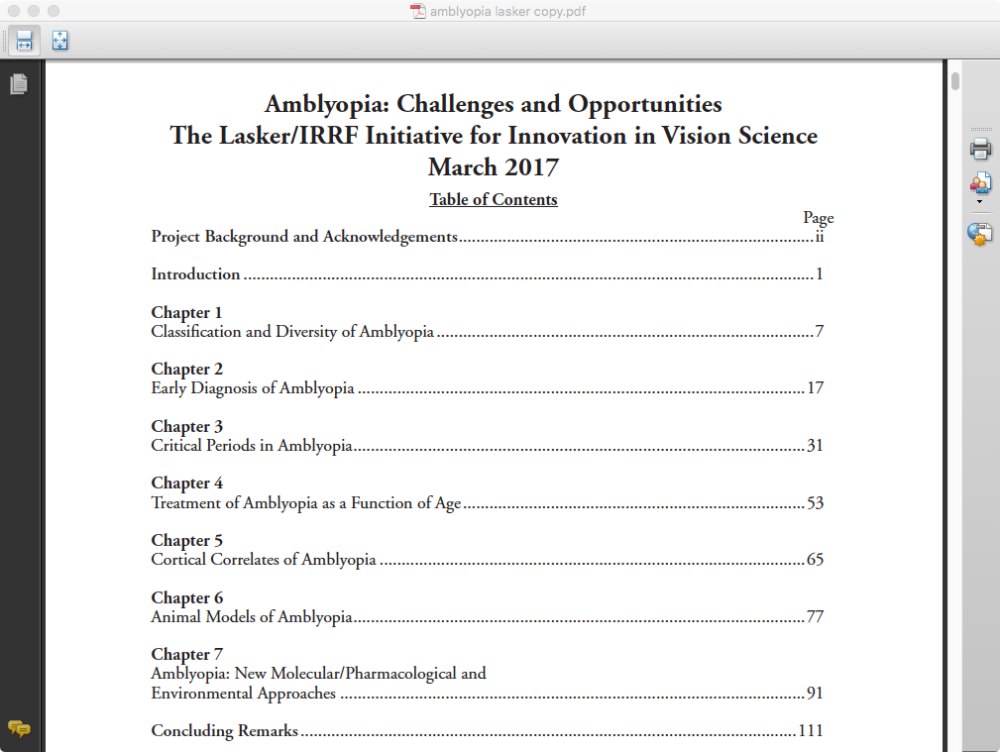 amblyopia lasker copy.pdf
Amblyopia: Challenges and Opportunities
The Lasker/IRRF Initiative for Innovation in Vision Science
March 2017
Table of Contents
Page
Project Background and Acknowledgements................................................................................ii
Introduction.................................................................................................................................1
Chapter 1
Classification and Diversity of Amblyopia.....................................................................................7
Chapter 2
Early Diagnosis of Amblyopia.....................................................................................................17
Chapter 3
Critical Periods in Amblyopia......................................................................................................31
Chapter 4
Treatment of Amblyopia as a Function of Age.............................................................................53
Chapter 5
Cortical Correlates of Amblyopia................................................................................................65
Chapter 6
Animal Models of Amblyopia......................................................................................................77
Chapter 7
Amblyopia: New Molecular/Pharmacological and
Environmental Approaches.........................................................................................................91
Concluding Remarks................................................................................................................111